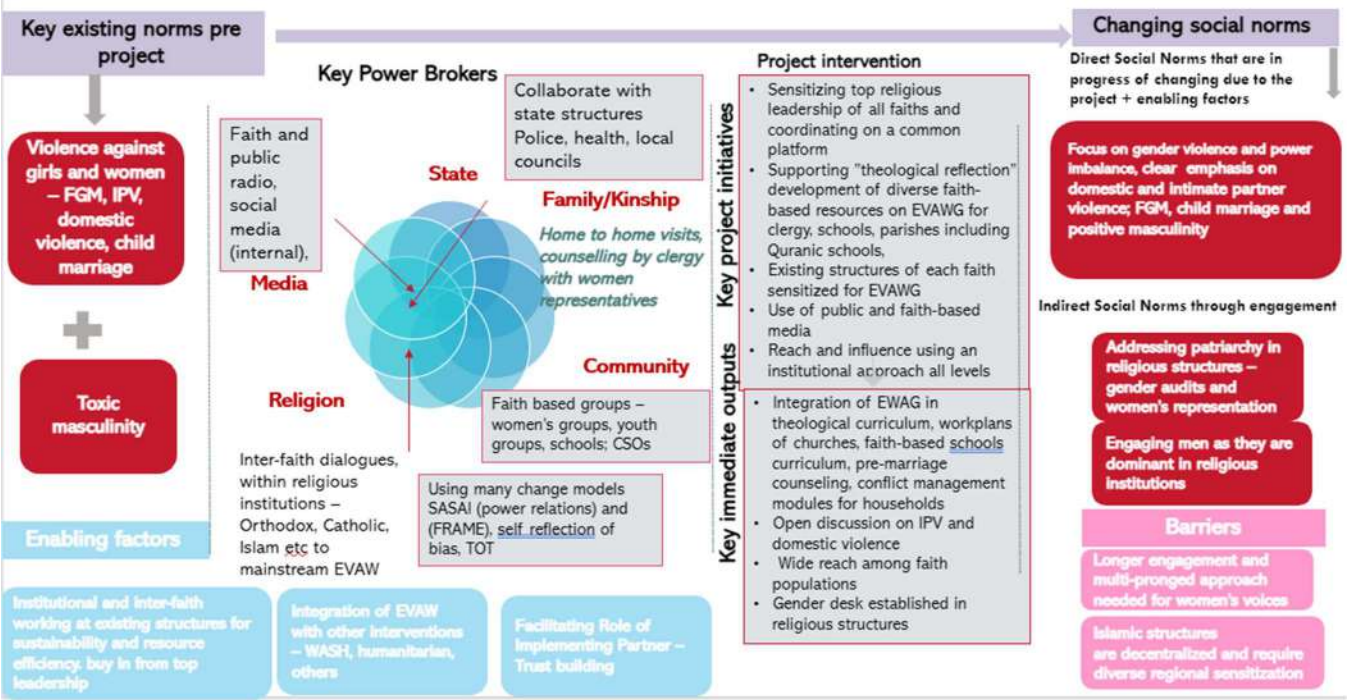 Key existing norms pre
project
Changing social norms
Violence against
girls and women
– FGM, IPV,
domestic
violence, child
marriage
Toxic
masculinity
Enabling factors
Institutional and inter-faith
working at existing structures for
sustainability and resource
efficiency. buy in from top
leadership
Integration of EVAW
with other interventions
– WASH, humanitarian,
others
Facilitating Role of
Implementing Partner –
Trust building
Key Power Brokers
Faith and
public
radio,
social
media
(internal),
Media
State
Collaborate with
state structures
Police, health, local
councils
Family/Kinship
Home to home visits,
counselling by clergy
with women
representatives
Community
Faith based groups –
women's groups, youth
groups, schools; CSOs
Religion
Inter-faith dialogues,
within religious
institutions –
Orthodox, Catholic,
Islam etc to
mainstream EVAW
Using many change models
SASA! (power relations) and
(FRAME), self reflection of
bias, TOT
Project intervention
Key project initiatives
• Sensitizing top religious
leadership of all faiths and
coordinating on a common
platform
• Supporting "theological reflection"
development of diverse faith-
based resources on EVAWG for
clergy, schools, parishes including
Quranic schools,
• Existing structures of each faith
sensitized for EVAWG
• Use of public and faith-based
media
• Reach and influence using an
institutional approach all levels
Key immediate outputs
• Integration of EWAG in
theological curriculum, workplans
of churches, faith-based schools
curriculum, pre-marriage
counseling, conflict management
modules for households
• Open discussion on IPV and
domestic violence
• Wide reach among faith
populations
• Gender desk established in
religious structures
Direct Social Norms that are in
progress of changing due to the
project + enabling factors
Focus on gender violence and power
imbalance, clear emphasis on
domestic and intimate partner
violence; FGM, child marriage and
positive masculinity
Indirect Social Norms through engagement
Addressing patriarchy in
religious structures –
gender audits and
women's representation
Engaging men as they are
dominant in religious
institutions
Barriers
Longer engagement and
multi-pronged approach
needed for women's voices
Islamic structures
are decentralized and require
diverse regional sensitization